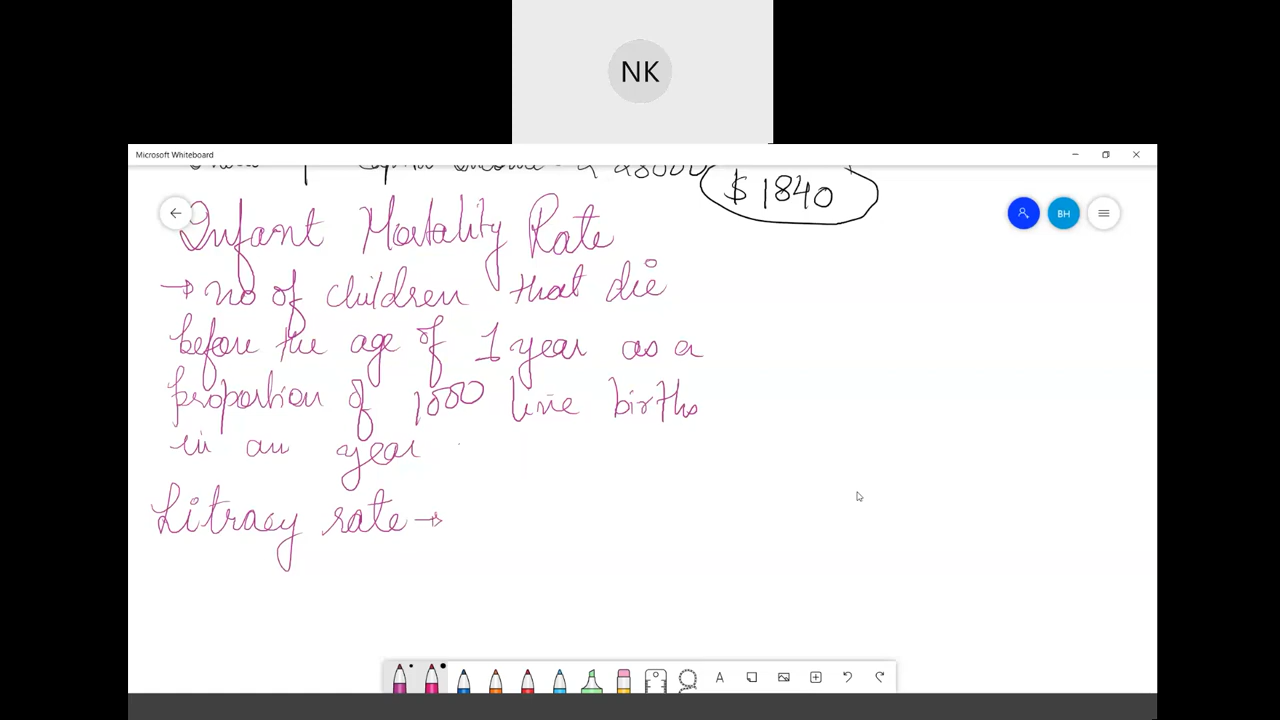 NK
Microsoft Whiteboard
$ 1840
BH
Infant Mortality Rate
→ no of children that die
before the age of 1 year as a
proportion of 1000 live births
in an year
Litracy rate →
A